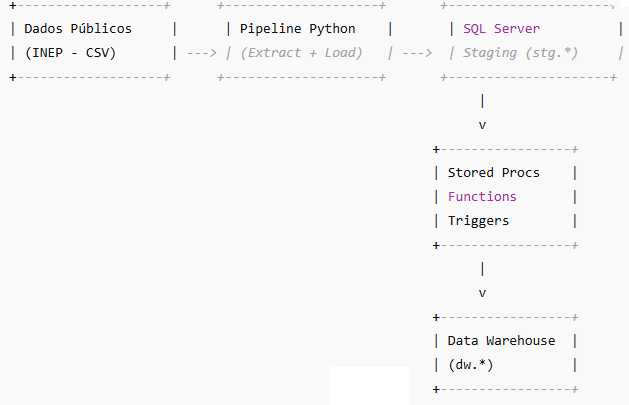 +-------------------+      +--------------------+       +---------------------+
| Dados Públicos     |      | Pipeline Python    |       | SQL Server          |
| (INEP - CSV)       | ---> | (Extract + Load)   | --->  | Staging (stg.*)     |
+-------------------+      +--------------------+       +---------------------+
|
v
+-----------------+
| Stored Procs    |
| Functions       |
| Triggers        |
+-----------------+
|
v
+-----------------+
| Data Warehouse  |
| (dw.*)          |
+-----------------+